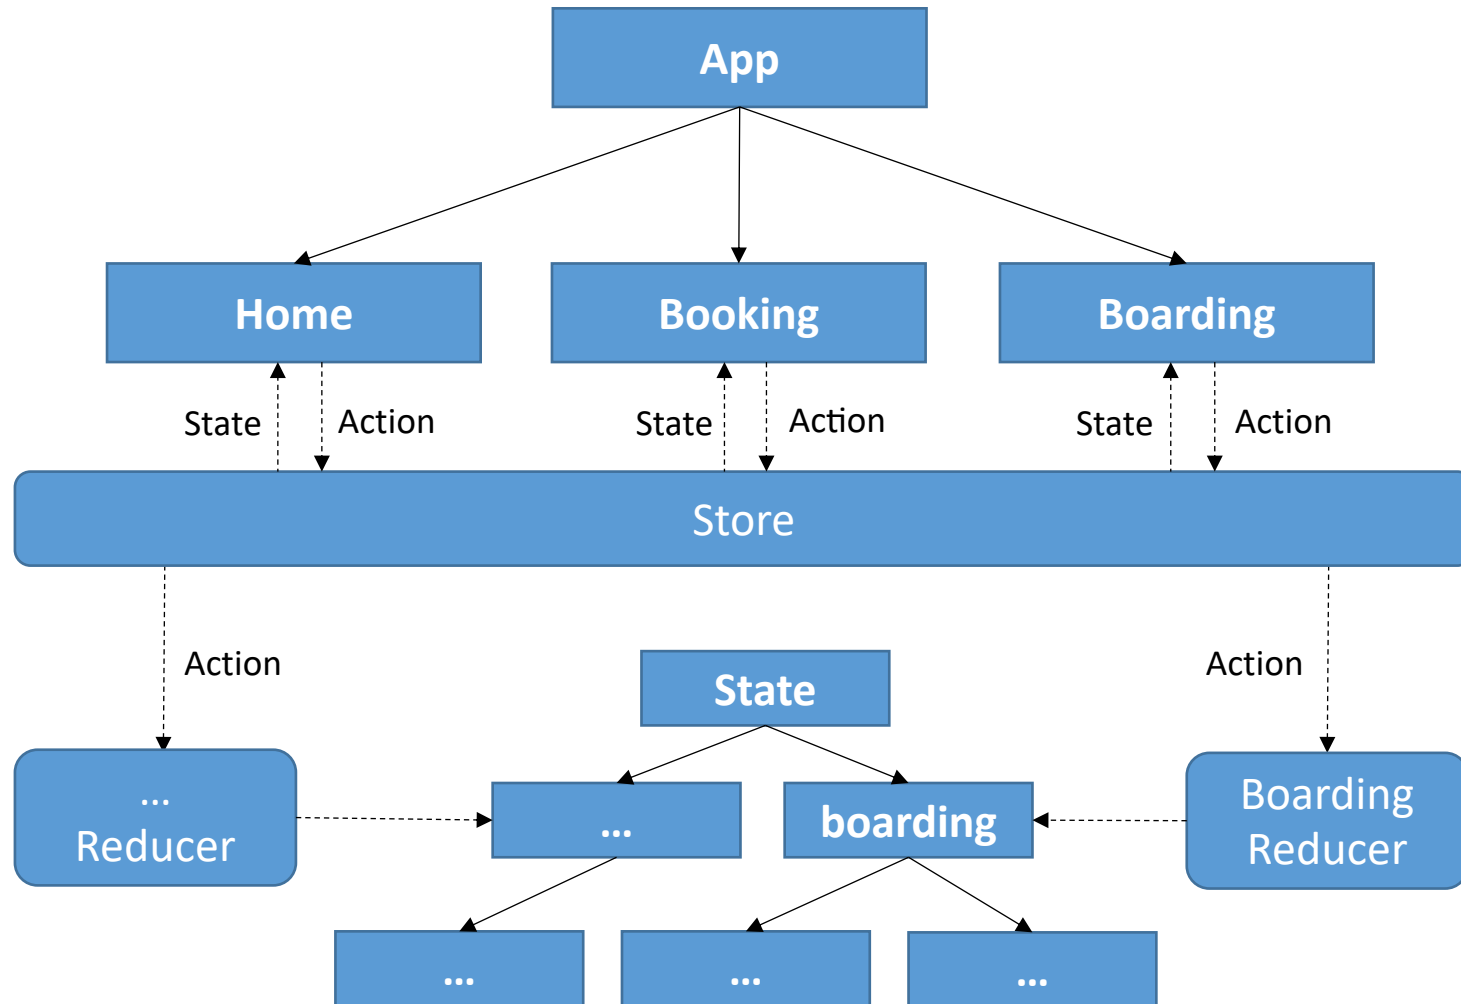 App
Home
Booking
Boarding
State
Action
State
Action
State
Action
Store
Action
Action
State
...
Reducer
...
boarding
Boarding
Reducer
...
...
...